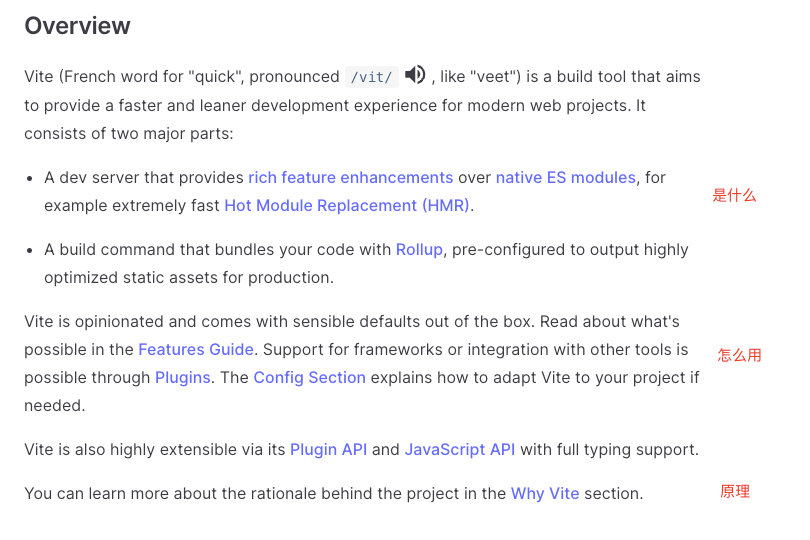 Overview
Vite (French word for "quick", pronounced /vit/ , like "veet") is a build tool that aims
to provide a faster and leaner development experience for modern web projects. It
consists of two major parts:
• A dev server that provides rich feature enhancements over native ES modules, for
example extremely fast Hot Module Replacement (HMR).
是什么
• A build command that bundles your code with Rollup, pre-configured to output highly
optimized static assets for production.
Vite is opinionated and comes with sensible defaults out of the box. Read about what's
possible in the Features Guide. Support for frameworks or integration with other tools is
怎么用
possible through Plugins. The Config Section explains how to adapt Vite to your project if
needed.
Vite is also highly extensible via its Plugin API and JavaScript API with full typing support.
You can learn more about the rationale behind the project in the Why Vite section.
原理